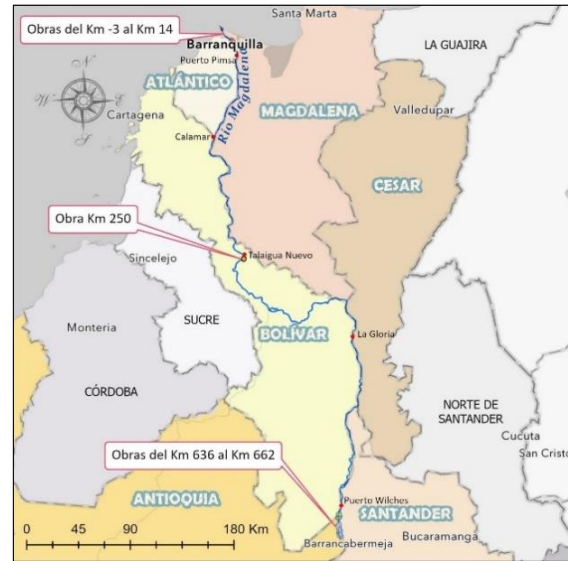 Santa Marta
Obras del Km -3 al Km 14
Barranquilla
LA GUAJIRA
Puerto Pimsa
ATLÁNTICO
Río Magdalena
MAGDALENA
Valledupar
N
W
E
S
Cartagena
Calamar
CESAR
Obra Km 250
Talaigua Nuevo
Sincelejo
SUCRE
Monteria
BOLÍVAR
La Gloria
CÓRDOBA
NORTE DE
SANTANDER
Cucuta
San Cristo
Obras del Km 636 al Km 662
Puerto Wilches
ANTIOQUIA
SANTANDER
Bucaramanga
Barrancabermeja
0 45 90 180 Km